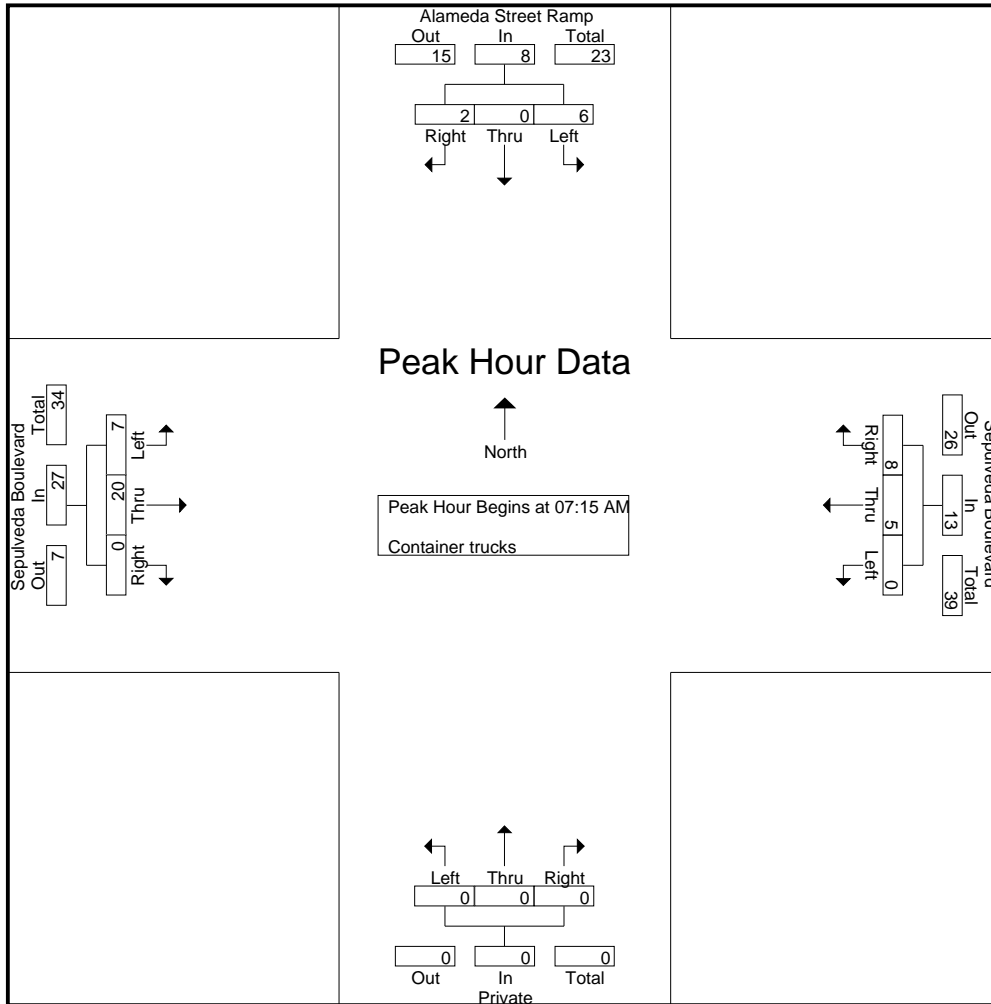 Alameda Street Ramp
Out In Total
15 8 23
2 0 6
Right Thru Left
Peak Hour Data
North
Peak Hour Begins at 07:15 AM
Container trucks
Sepulveda Boulevard
Total In Out
34 27 7
7 20 0
Left Thru Right
Right Thru Left
8 5 0
26 13 39
Out In Total
Sepulveda Boulevard
Left Thru Right
0 0 0
0 0 0
Out In Total
Private